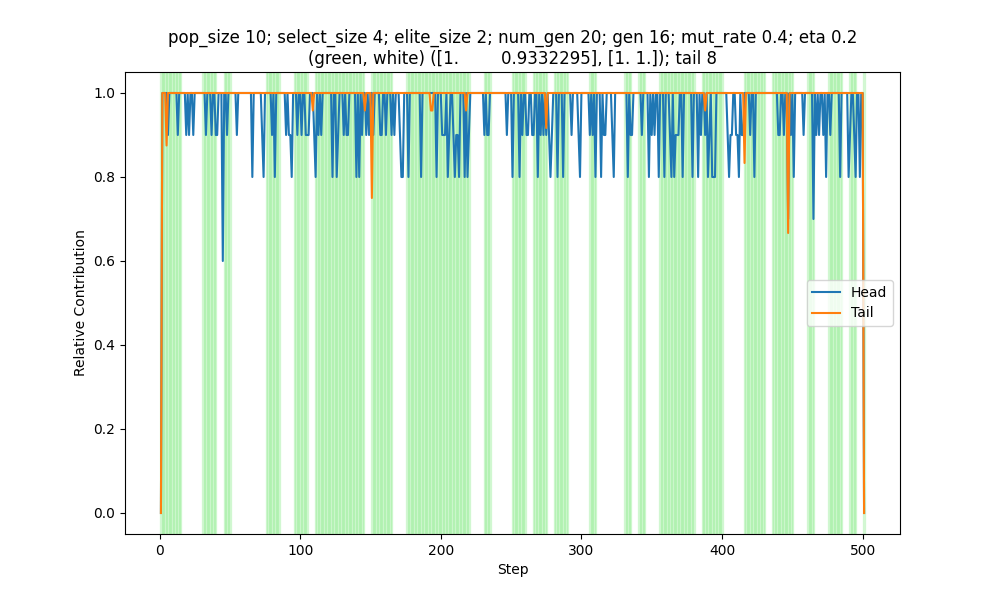 pop_size 10; select_size 4; elite_size 2; num_gen 20; gen 16; mut_rate 0.4; eta 0.2
(green, white) ([1. 0.9332295], [1. 1.]); tail 8
1.0
0.8
0.6
0.4
0.2
0.0
Relative Contribution
Head
Tail
0
100
200
300
400
500
Step